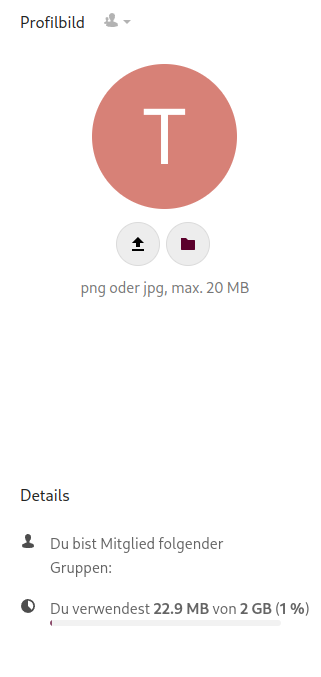 Profilbild
T
png oder jpg, max. 20 MB
Details
Du bist Mitglied folgender
Gruppen:
Du verwendest 22.9 MB von 2 GB (1 %)